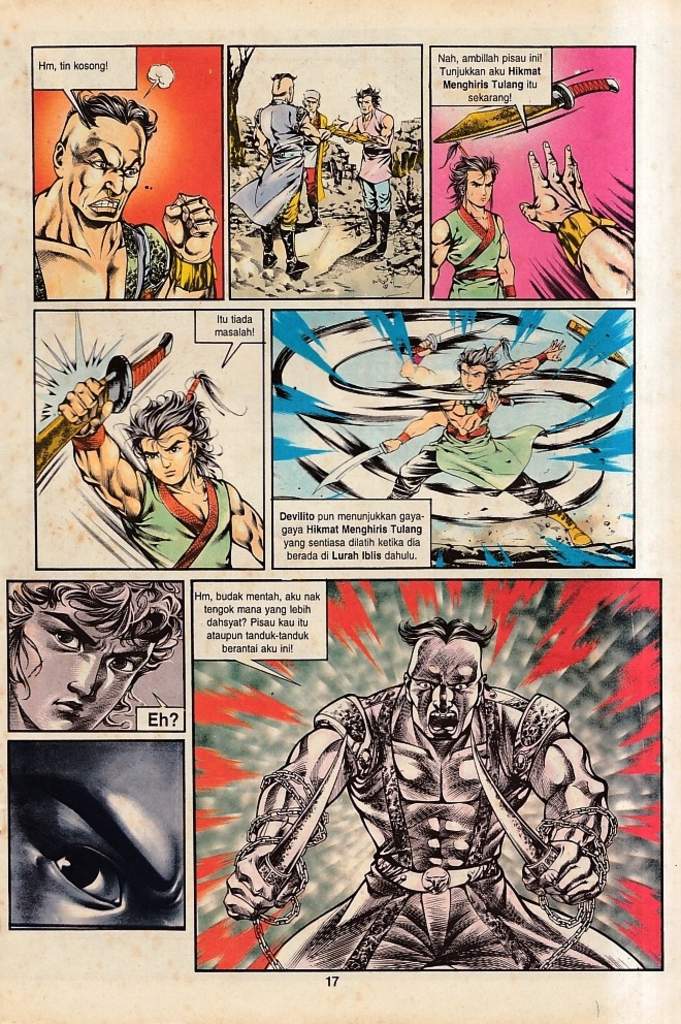 Hm, tin kosong!
Nah, ambillah pisau ini!
Tunjukkan aku Hikmat
Menghiris Tulang itu
sekarang!
Itu tiada
masalah!
Devilito pun menunjukkan gaya-
gaya Hikmat Menghiris Tulang
yang sentiasa dilatih ketika dia
berada di Lurah Iblis dahulu.
Eh?
Hm, budak mentah, aku nak
tengok mana yang lebih
dahsyat? Pisau kau itu
ataupun tanduk-tanduk
berantai aku ini!
17